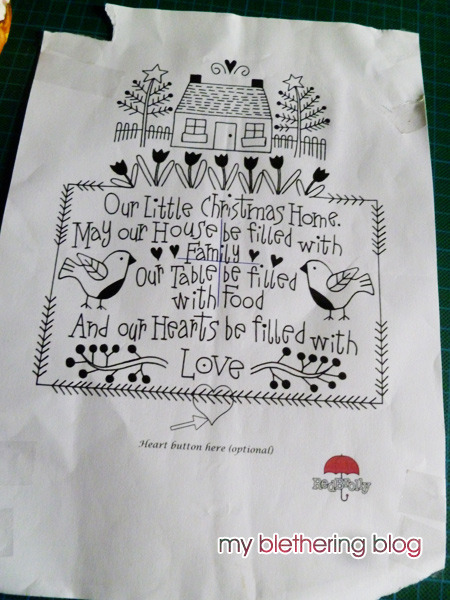 Our Little Christmas Home.
May our House be filled with
Family
Our Table be filled
with Food
And our Hearts be filled with
Love
Heart button here (optional)
RedBrolly
my blethering blog